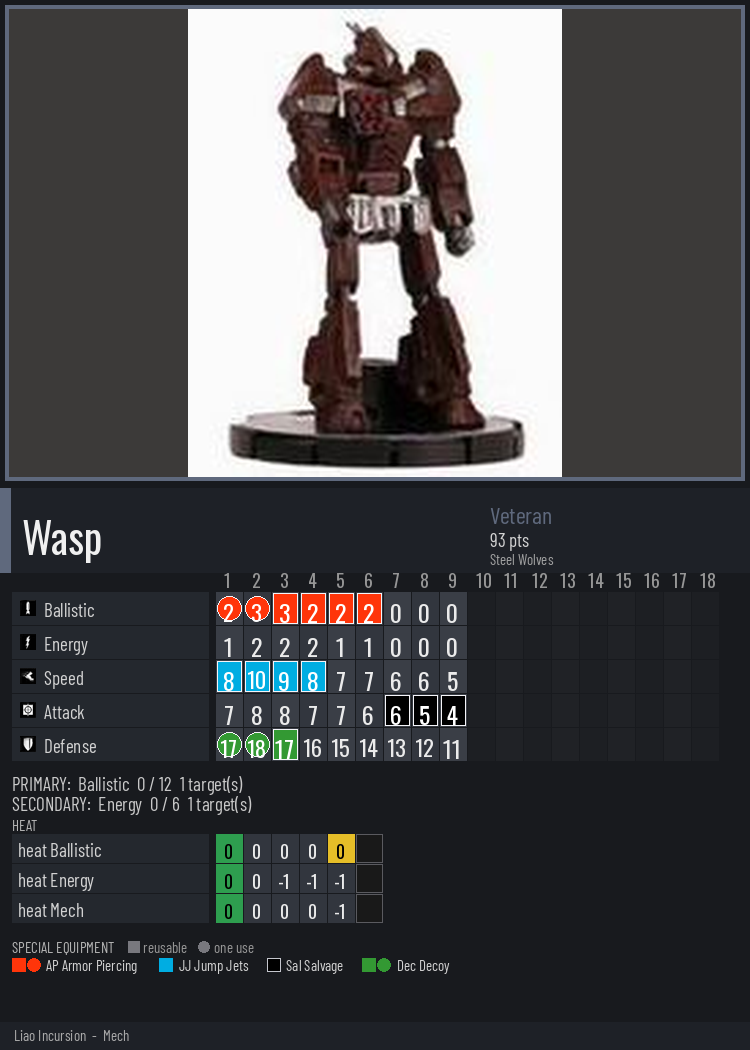 Wasp
Veteran
93 pts
Steel Wolves
1 2 3 4 5 6 7 8 9 10 11 12 13 14 15 16 17 18
Ballistic 2 3 3 2 2 2 0 0 0
Energy 1 2 2 2 1 1 0 0 0
Speed 8 10 9 8 7 7 6 6 5
Attack 7 8 8 7 7 6 6 5 4
Defense 17 18 17 16 15 14 13 12 11
PRIMARY: Ballistic 0 / 12 1 target(s)
SECONDARY: Energy 0 / 6 1 target(s)
HEAT
heat Ballistic 0 0 0 0 0
heat Energy 0 0 -1 -1 -1
heat Mech 0 0 0 0 -1
SPECIAL EQUIPMENT reusable one use
AP Armor Piercing JJ Jump Jets Sal Salvage Dec Decoy
Liao Incursion - Mech